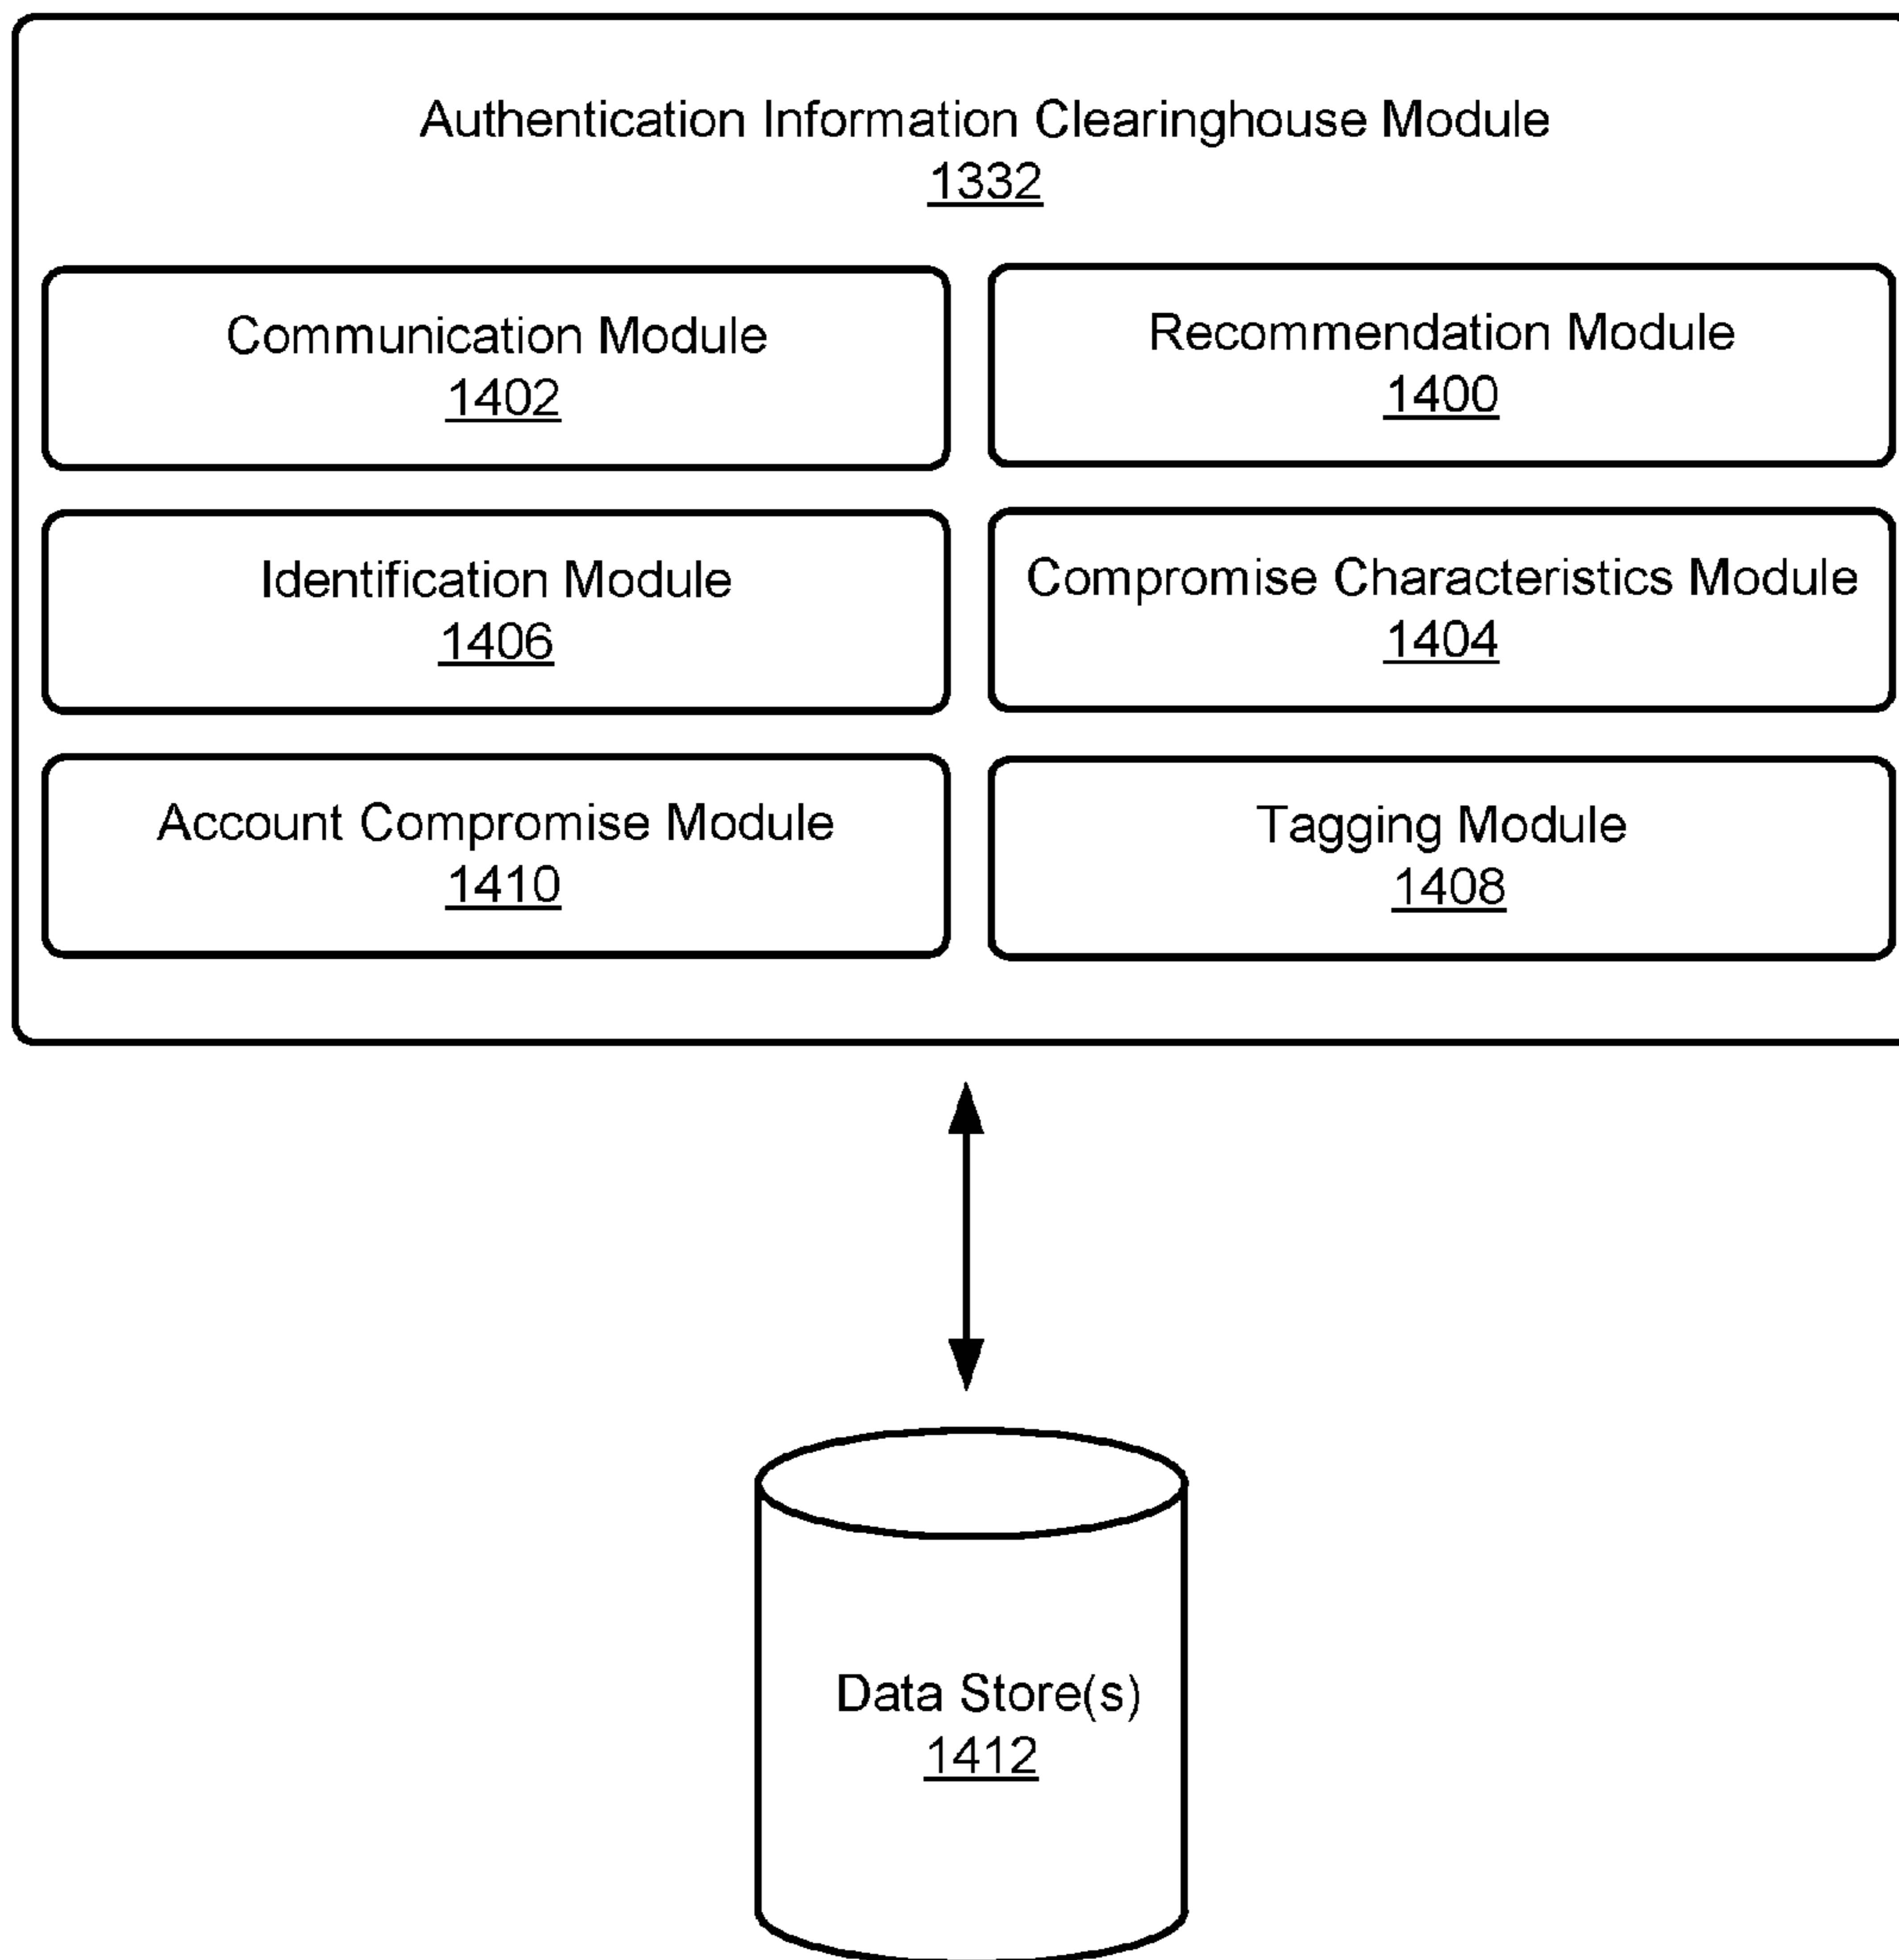 Authentication Information Clearinghouse Module
1332
Communication Module
1402
Recommendation Module
1400
Identification Module
1406
Compromise Characteristics Module
1404
Account Compromise Module
1410
Tagging Module
1408
Data Store(s)
1412